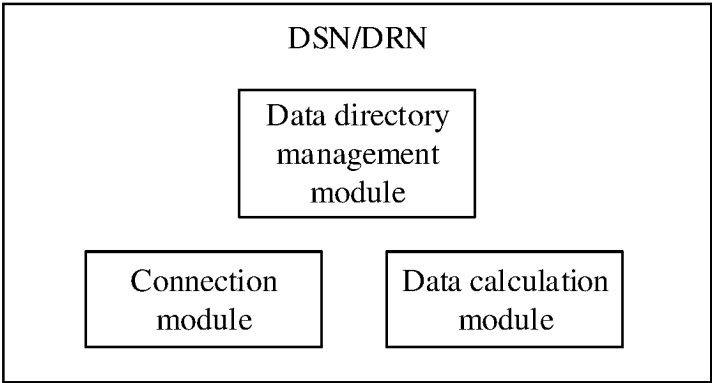 DSN/DRN
Data directory
management
module
Connection
module
Data calculation
module